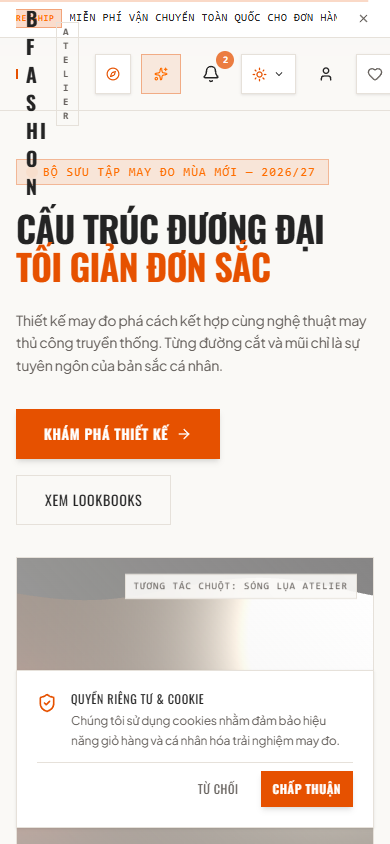 MIỄN PHÍ VẬN CHUYỂN TOÀN QUỐC CHO ĐƠN HÀN
BFASHION
ATELIER
2
BỘ SƯU TẬP MAY ĐO MÙA MỚI — 2026/27
CẤU TRÚC ĐƯƠNG ĐẠI
TỐI GIẢN ĐƠN SẮC
Thiết kế may đo phá cách kết hợp cùng nghệ thuật may
thủ công truyền thống. Từng đường cắt và mũi chỉ là sự
tuyên ngôn của bản sắc cá nhân.
KHÁM PHÁ THIẾT KẾ
XEM LOOKBOOKS
TƯƠNG TÁC CHUỘT: SÓNG LỤA ATELIER
QUYỀN RIÊNG TƯ & COOKIE
Chúng tôi sử dụng cookies nhằm đảm bảo hiệu
năng giỏ hàng và cá nhân hóa trải nghiệm may đo.
TỪ CHỐI
CHẤP THUẬN